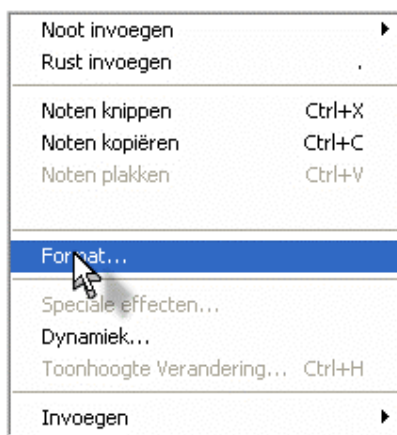 Noot invoegen
Rust invoegen .
Noten knippen Ctrl+X
Noten kopiëren Ctrl+C
Noten plakken Ctrl+V
Format...
Speciale effecten...
Dynamiek...
Toonhoogte Verandering... Ctrl+H
Invoegen